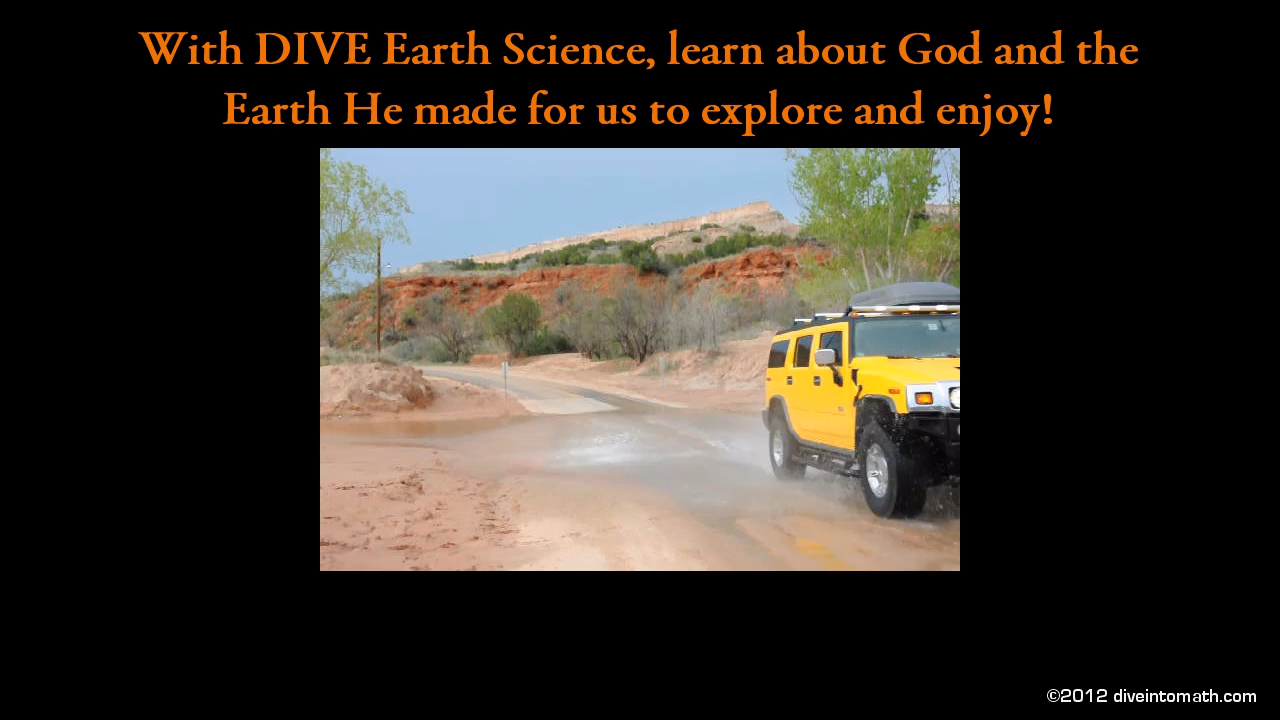 With DIVE Earth Science, learn about God and the
Earth He made for us to explore and enjoy!
©2012 diveintomath.com